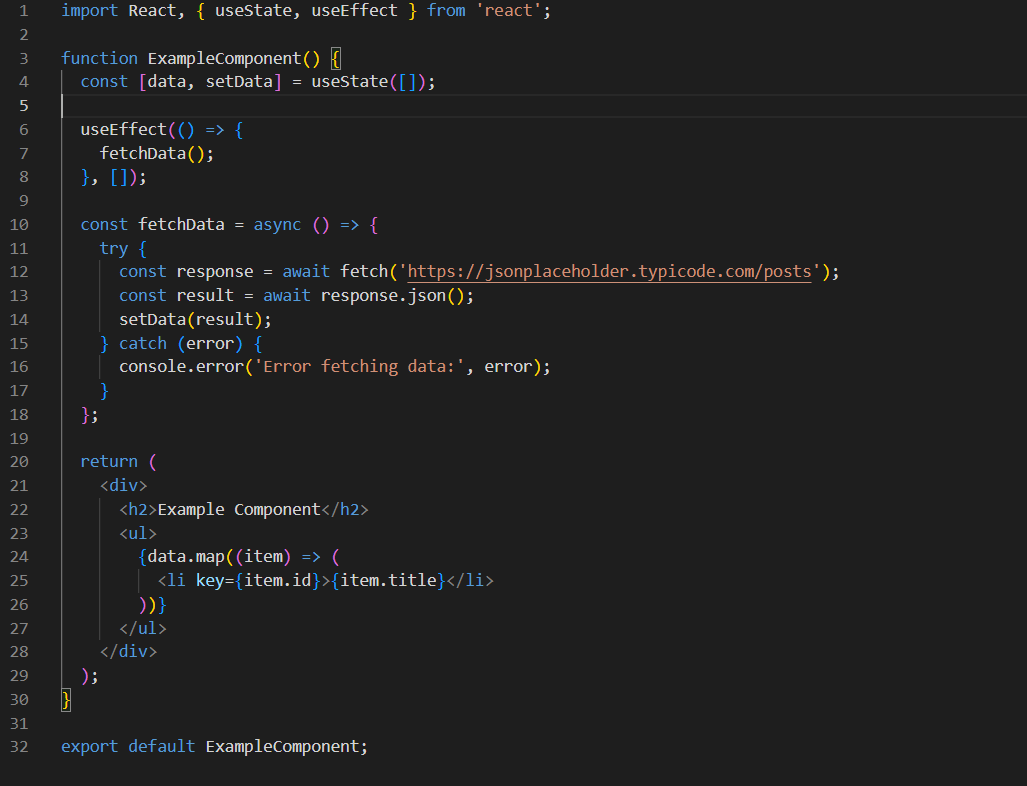 1 import React, { useState, useEffect } from 'react';
2
3 function ExampleComponent() {
4   const [data, setData] = useState([]);
5
6   useEffect(() => {
7     fetchData();
8   }, []);
9
10   const fetchData = async () => {
11     try {
12       const response = await fetch('https://jsonplaceholder.typicode.com/posts');
13       const result = await response.json();
14       setData(result);
15     } catch (error) {
16       console.error('Error fetching data:', error);
17     }
18   };
19
20   return (
21     <div>
22       <h2>Example Component</h2>
23       <ul>
24         {data.map((item) => (
25           <li key={item.id}>{item.title}</li>
26         ))}
27       </ul>
28     </div>
29   );
30 }
31
32 export default ExampleComponent;